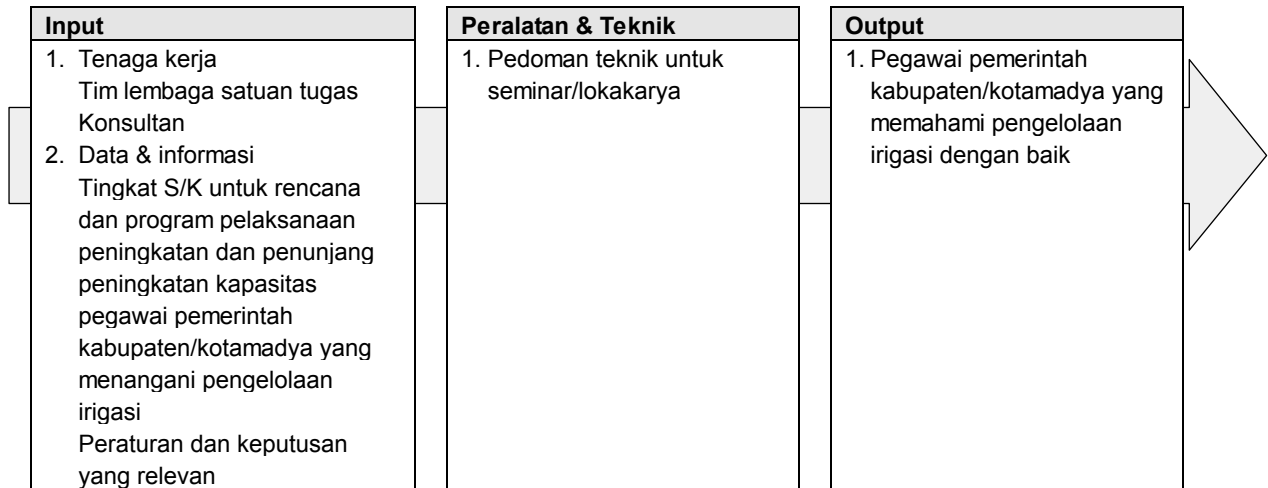 Input
1. Tenaga kerja
Tim lembaga satuan tugas
Konsultan
2. Data & informasi
Tingkat S/K untuk rencana
dan program pelaksanaan
peningkatan dan penunjang
peningkatan kapasitas
pegawai pemerintah
kabupaten/kotamadya yang
menangani pengelolaan
irigasi
Peraturan dan keputusan
yang relevan
Peralatan & Teknik
1. Pedoman teknik untuk
seminar/lokakarya
Output
1. Pegawai pemerintah
kabupaten/kotamadya yang
memahami pengelolaan
irigasi dengan baik